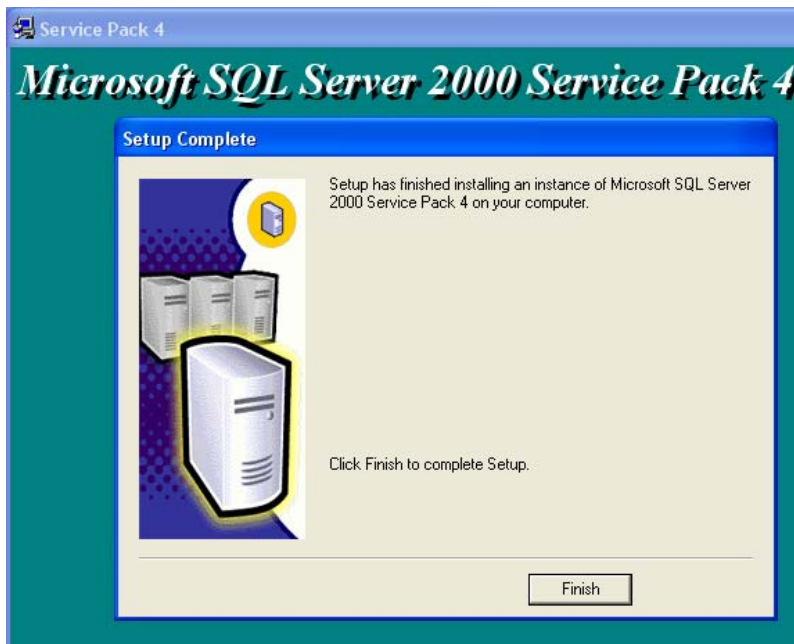 Service Pack 4
Microsoft SQL Server 2000 Service Pack 4
Setup Complete
Setup has finished installing an instance of Microsoft SQL Server
2000 Service Pack 4 on your computer.
Click Finish to complete Setup.
Finish